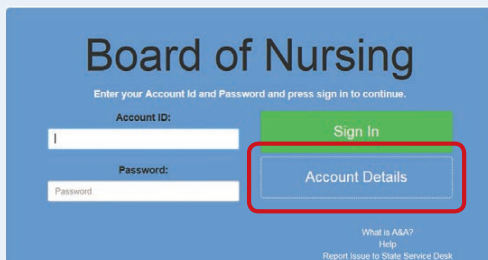 Board of Nursing
Enter your Account Id and Password and press sign in to continue.
Account ID:
Sign In
Password:
Password
Account Details
What is A&A?
Help
Report Issue to State Service Desk